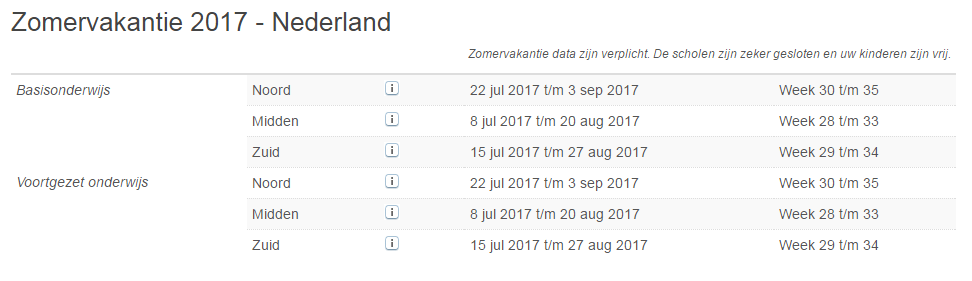 Zomervakantie 2017 - Nederland
Zomervakantie data zijn verplicht. De scholen zijn zeker gesloten en uw kinderen zijn vrij.
Basisonderwijs Noord i 22 jul 2017 t/m 3 sep 2017 Week 30 t/m 35
Midden i 8 jul 2017 t/m 20 aug 2017 Week 28 t/m 33
Zuid i 15 jul 2017 t/m 27 aug 2017 Week 29 t/m 34
Voortgezet onderwijs Noord i 22 jul 2017 t/m 3 sep 2017 Week 30 t/m 35
Midden i 8 jul 2017 t/m 20 aug 2017 Week 28 t/m 33
Zuid i 15 jul 2017 t/m 27 aug 2017 Week 29 t/m 34